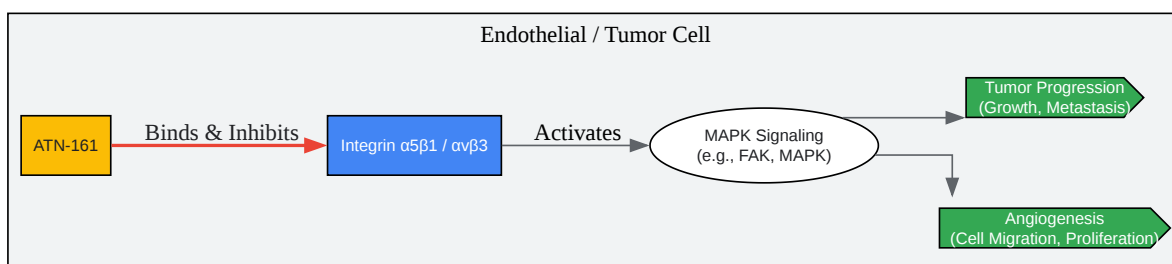 Endothelial / Tumor Cell
ATN-161
Binds & Inhibits
Integrin α5β1 / αvβ3
Activates
MAPK Signaling
(e.g., FAK, MAPK)
Tumor Progression
(Growth, Metastasis)
Angiogenesis
(Cell Migration, Proliferation)